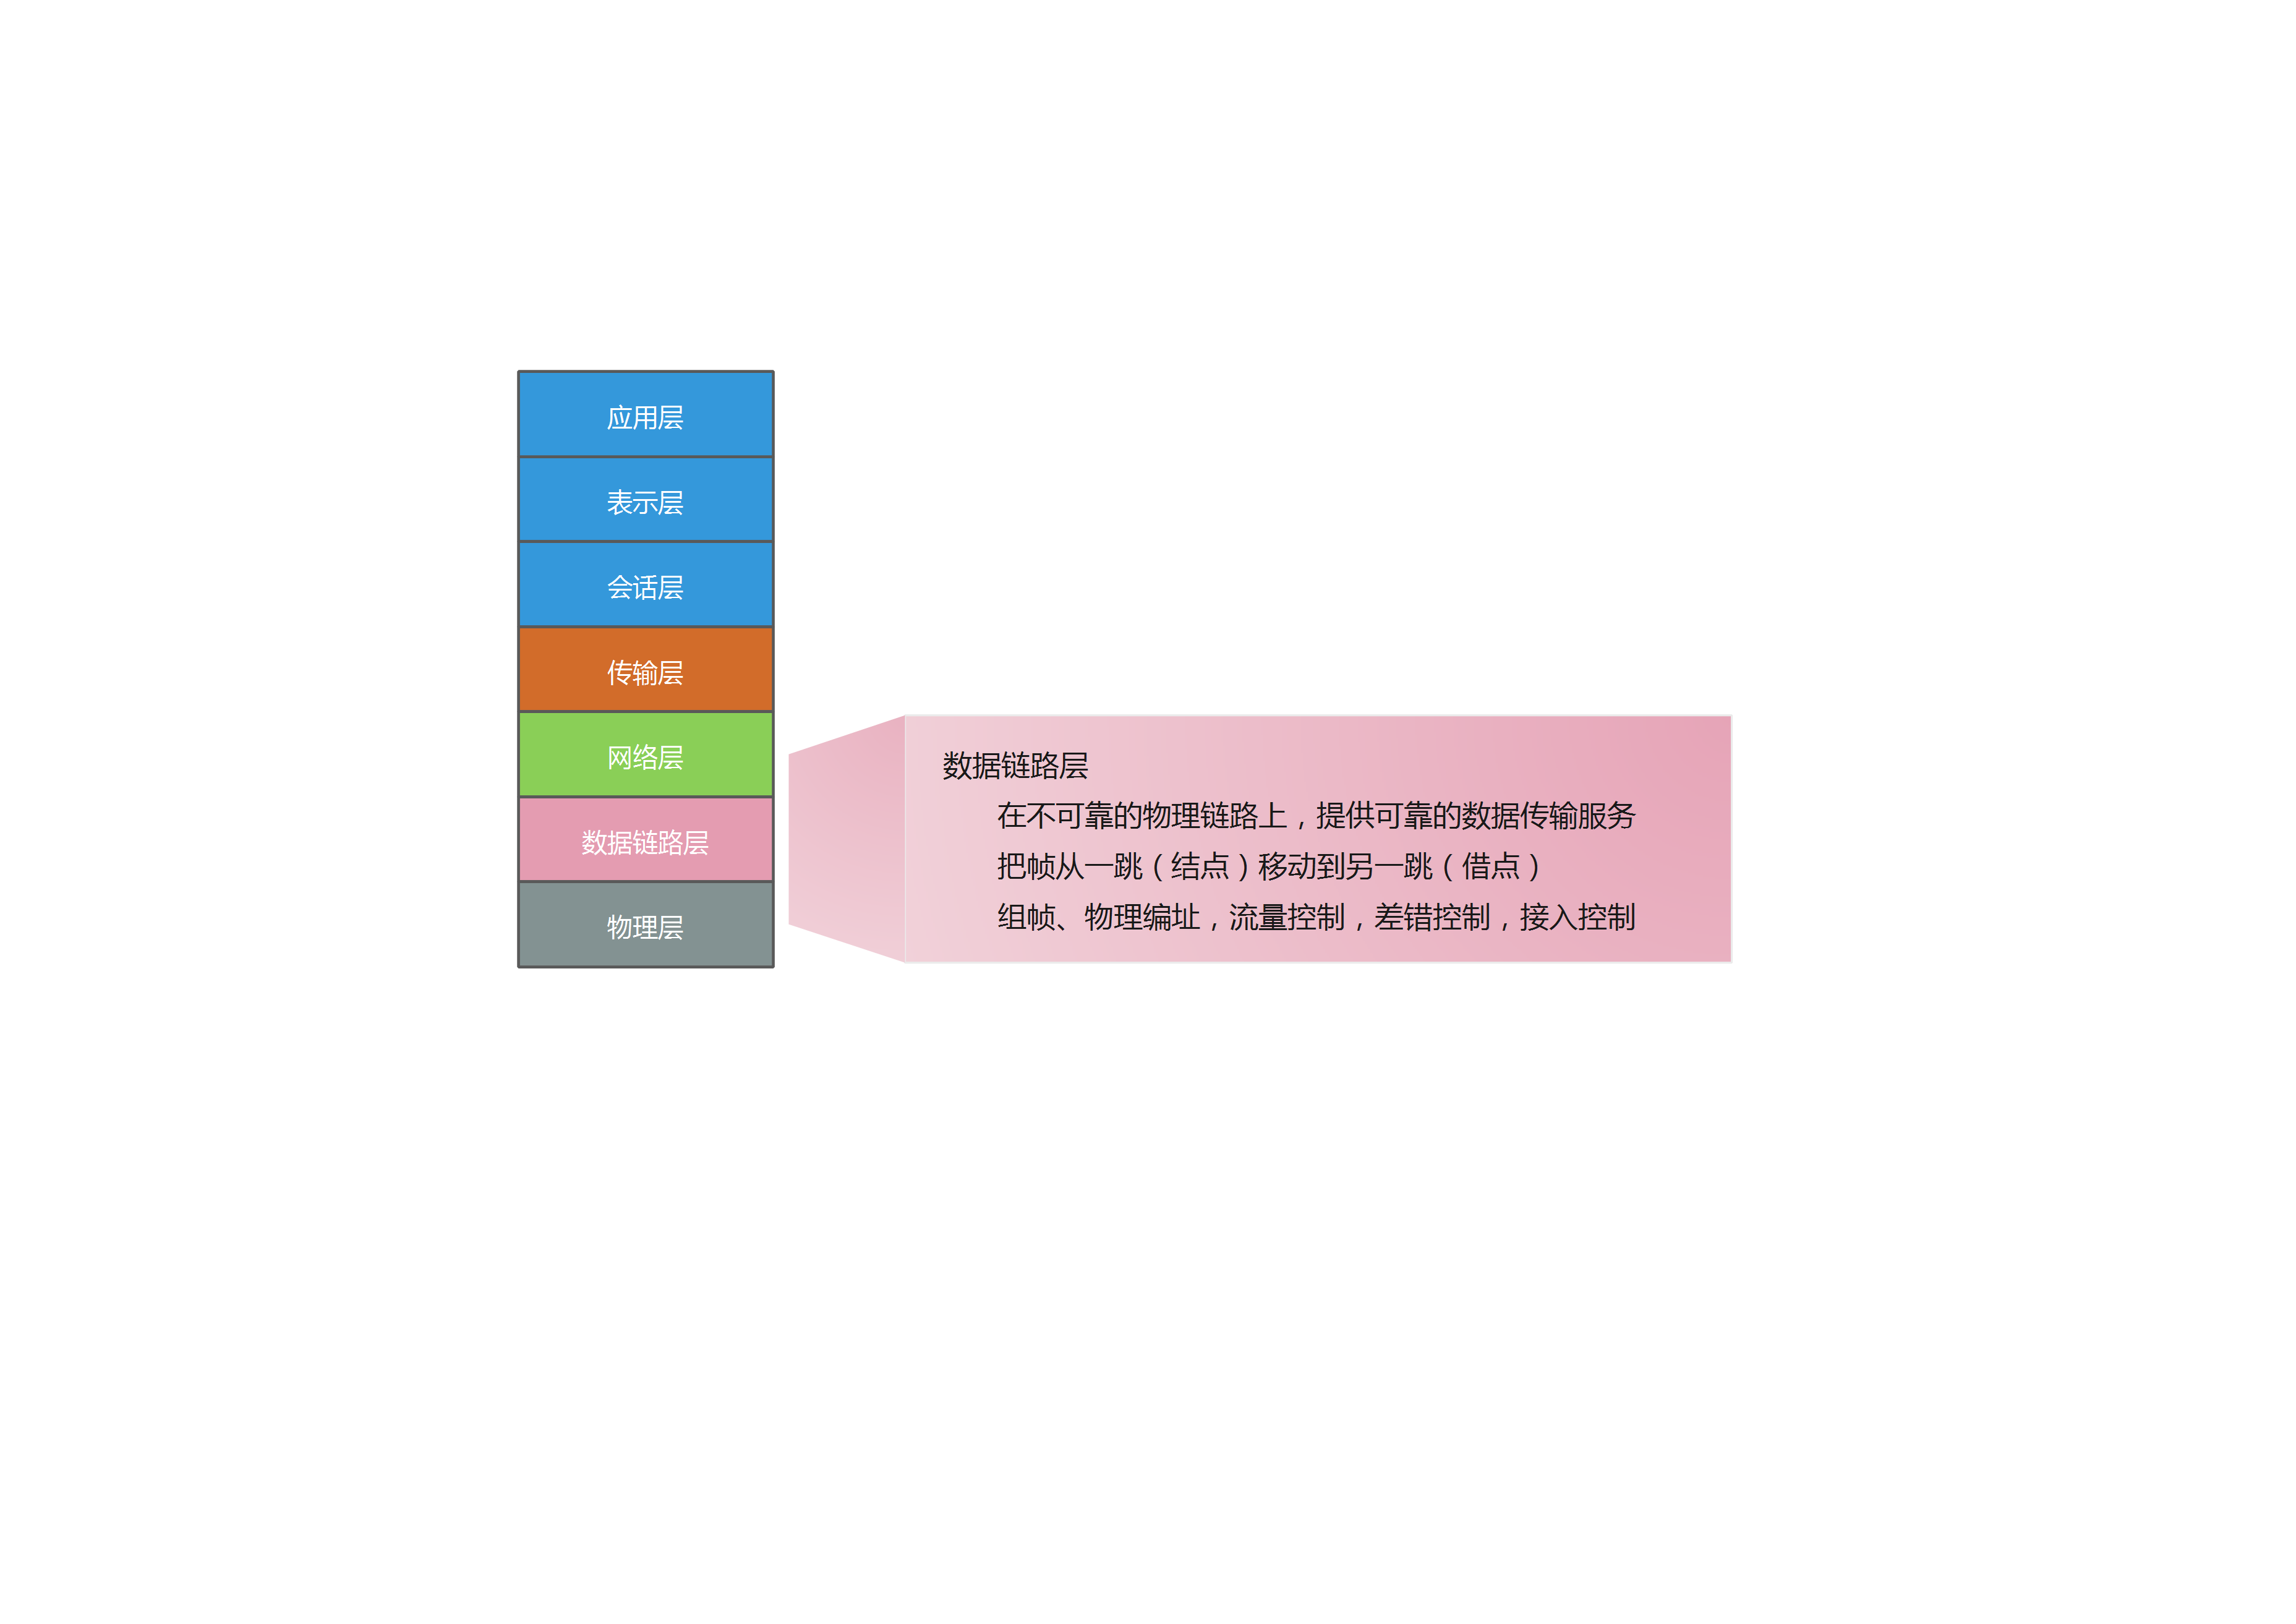 应用层
表示层
会话层
传输层
网络层
数据链路层
物理层
数据链路层
在不可靠的物理链路上，提供可靠的数据传输服务
把帧从一跳（结点）移动到另一跳（借点）
组帧、物理编址，流量控制，差错控制，接入控制